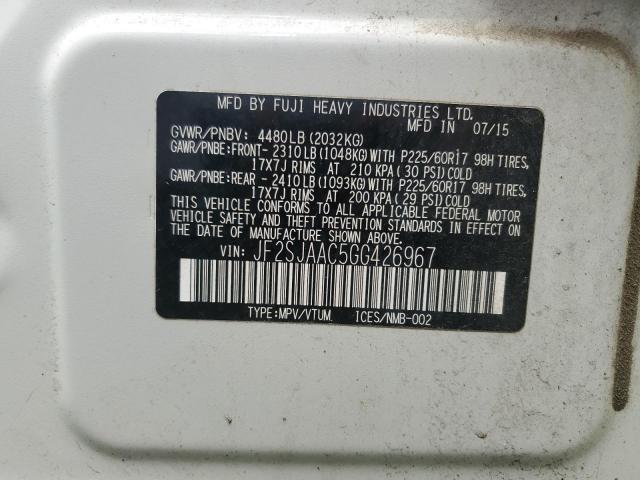 MFD BY FUJI HEAVY INDUSTRIES LTD.
MFD IN 07/15
GVWR/PNBV: 4480LB (2032KG)
GAWR/PNBE:FRONT- 2310LB(1048KG)WITH P225/60R17 98H TIRES,
17X7J RIMS AT 210 KPA (30 PSI)COLD
GAWR/PNBE:REAR - 2410LB(1093KG)WITH P225/60R17 98H TIRES,
17X7J RIMS AT 200 KPA (29 PSI)COLD
THIS VEHICLE CONFORMS TO ALL APPLICABLE FEDERAL MOTOR
VEHICLE SAFETY AND THEFT PREVENTION STANDARDS IN EFFECT
ON THE DATE OF MANUFACTURE SHOWN ABOVE.
VIN: JF2SJAAC5GG426967
TYPE:MPV/VTUM ICES/NMB-002